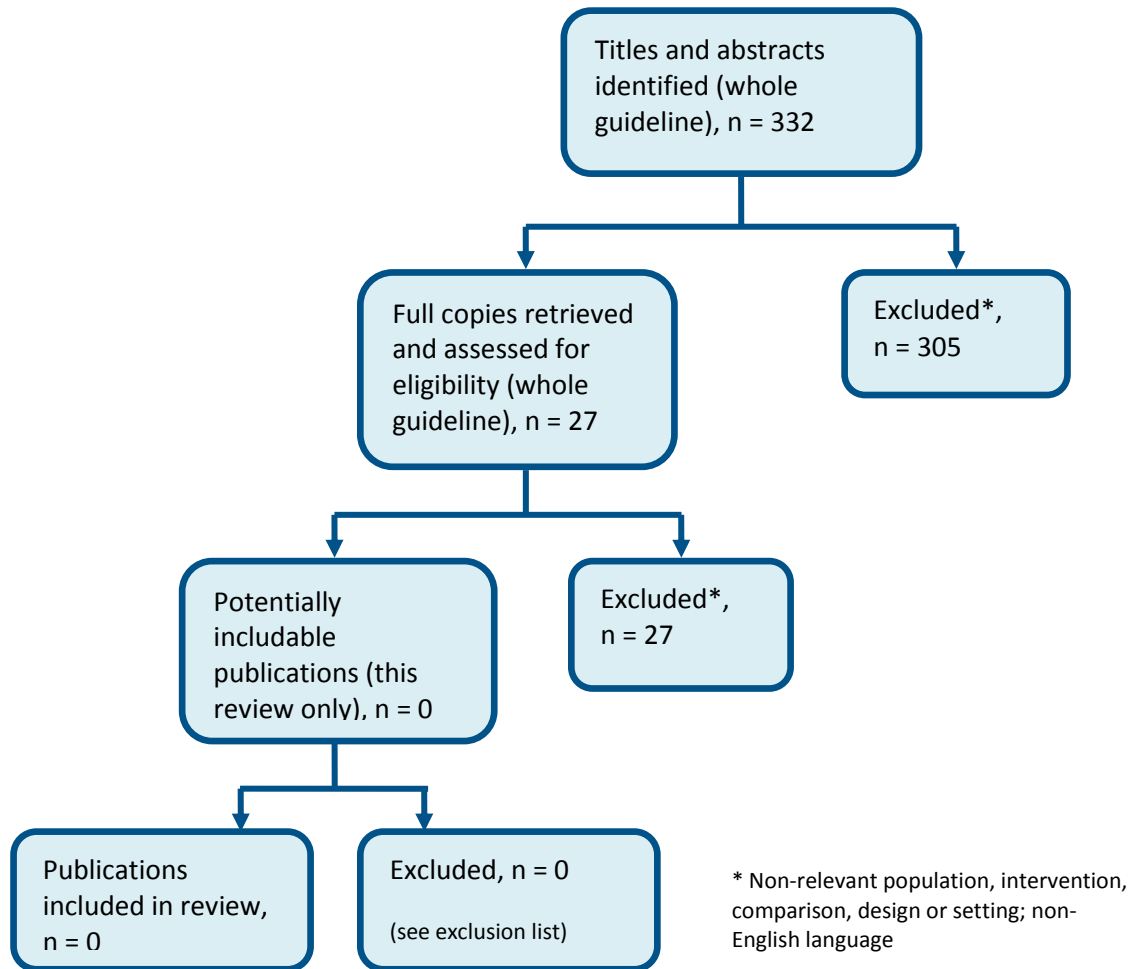 Titles and abstracts
identified (whole
guideline), n = 332
Full copies retrieved
and assessed for
eligibility (whole
guideline), n = 27
Excluded*,
n = 305
Potentially
includable
publications (this
review only), n = 0
Excluded*,
n = 27
Publications
included in review,
n = 0
Excluded, n = 0
(see exclusion list)
* Non-relevant population, intervention,
comparison, design or setting; non-
English language